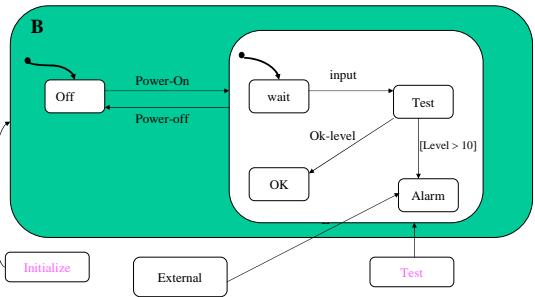 B
Power-On
input
Off
wait
Test
Power-off
Ok-level
[Level > 10]
OK
Alarm
Initialize
External
Test